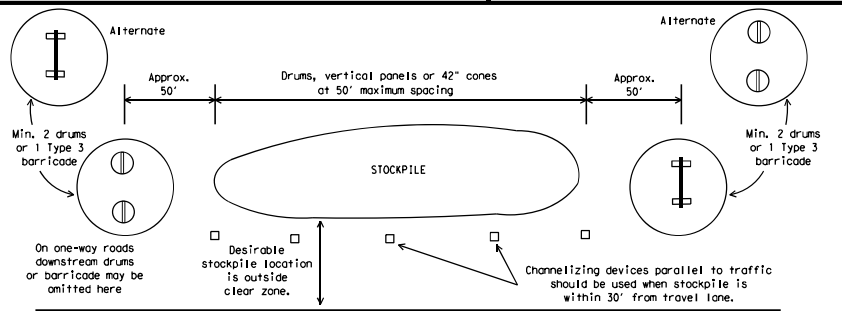 Alternate
Alternate
Approx.
50'
Drums, vertical panels or 42" cones
at 50' maximum spacing
Approx.
50'
Min. 2 drums
or 1 Type 3
barricade
Min. 2 drums
or 1 Type 3
barricade
STOCKPILE
On one-way roads
downstream drums
or barricade may be
omitted here
Desirable
stockpile location
is outside
clear zone.
Channelizing devices parallel to traffic
should be used when stockpile is
within 30' from travel lane.